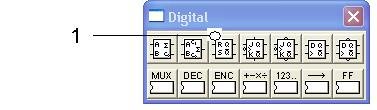 Digital
1
A Σ B C
A C Σ B C
R Q S
J Q K
J Q K
D Q
D Q
MUX DEC ENC +-×÷ 123.. → FF